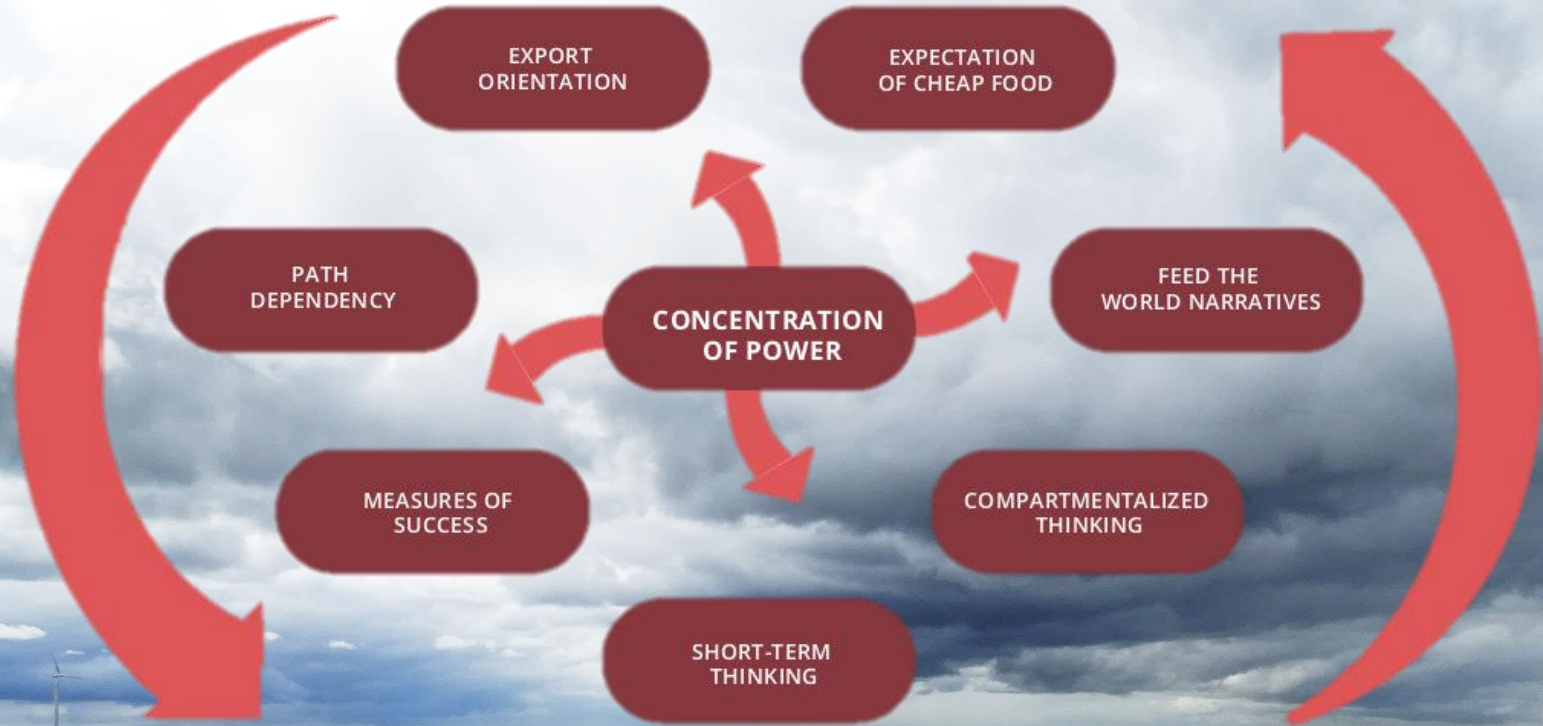 EXPORT
ORIENTATION
EXPECTATION
OF CHEAP FOOD
PATH
DEPENDENCY
CONCENTRATION
OF POWER
FEED THE
WORLD NARRATIVES
MEASURES OF
SUCCESS
COMPARTMENTALIZED
THINKING
SHORT-TERM
THINKING